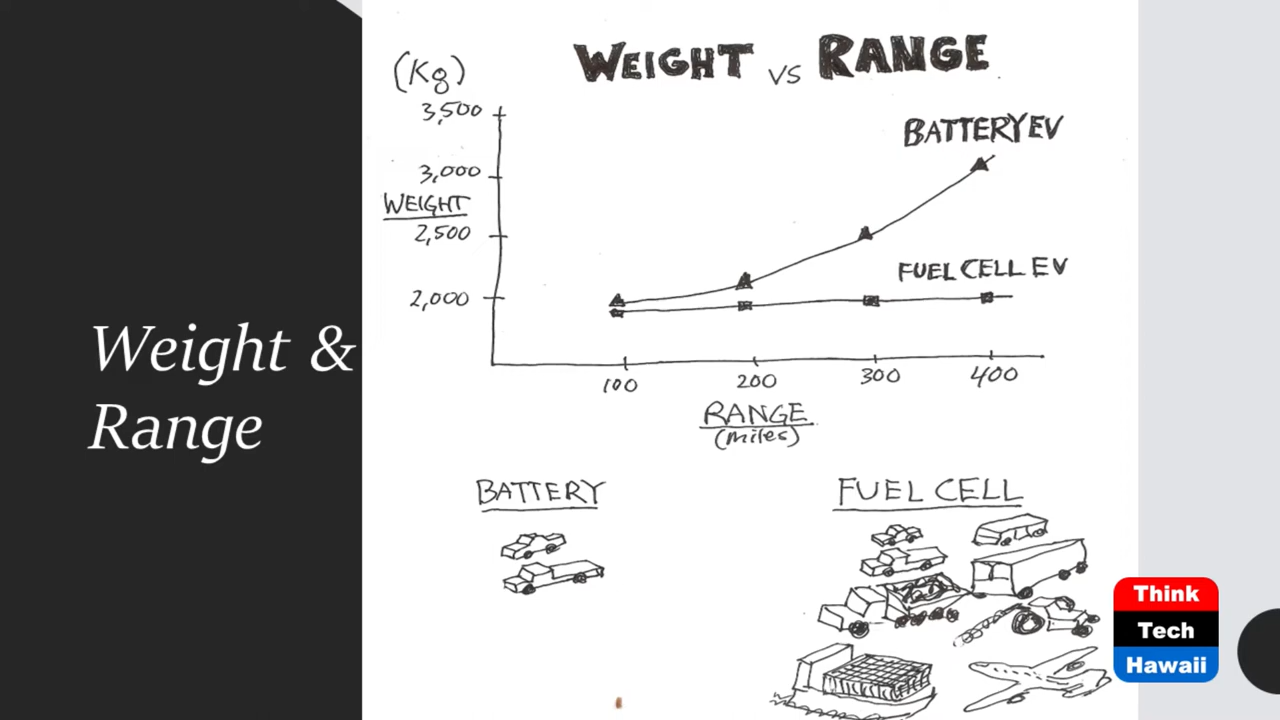 Weight &
Range
WEIGHT VS RANGE
(Kg)
3,500
3,000
WEIGHT
2,500
2,000
BATTERY EV
FUEL CELL EV
100 200 300 400
RANGE
(miles)
BATTERY
FUEL CELL
Think
Tech
Hawaii